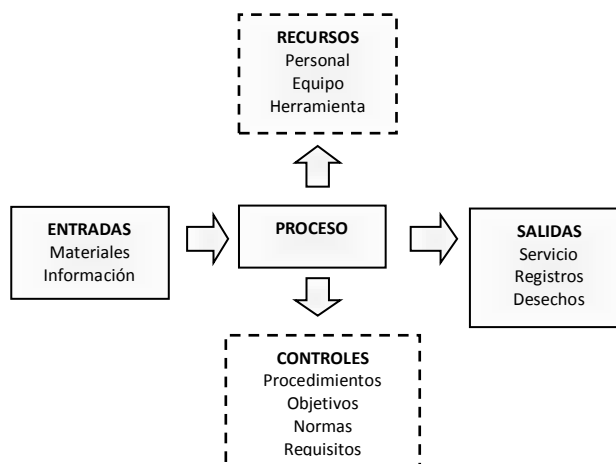 RECURSOS
Personal
Equipo
Herramienta
ENTRADAS
Materiales
Información
PROCESO
SALIDAS
Servicio
Registros
Desechos
CONTROLES
Procedimientos
Objetivos
Normas
Requisitos